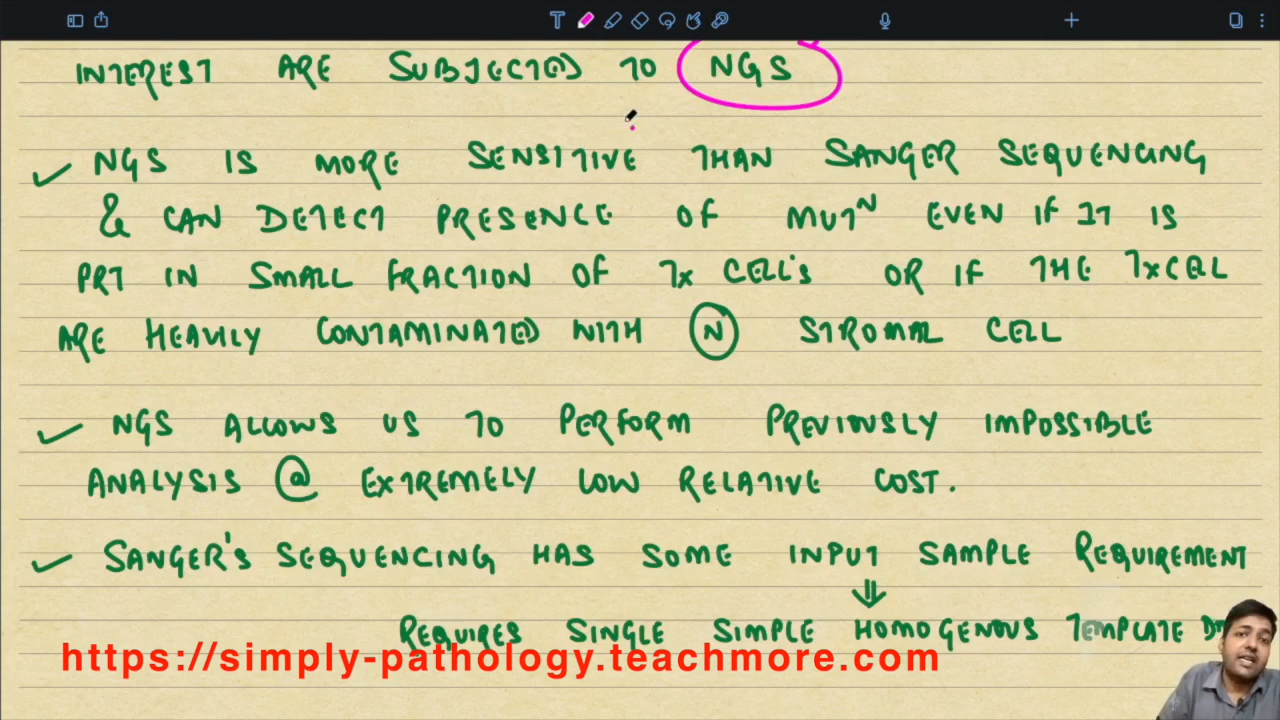 INTEREST ARE SUBJECTED TO NGS
✓ NGS IS MORE SENSITIVE THAN SANGER SEQUENCING
& CAN DETECT PRESENCE OF MUTⁿ EVEN IF IT IS
PRT IN SMALL FRACTION OF Tx CELL'S OR IF THE TxCELL
ARE HEAVILY CONTAMINATED WITH N STROMAL CELL
✓ NGS ALLOWS US TO PERFORM PREVIOUSLY IMPOSSIBLE
ANALYSIS @ EXTREMELY LOW RELATIVE COST.
✓ SANGER'S SEQUENCING HAS SOME INPUT SAMPLE REQUIREMENT
⇓
REQUIRES SINGLE SIMPLE HOMOGENOUS TEMPLATE
https://simply-pathology.teachmore.com